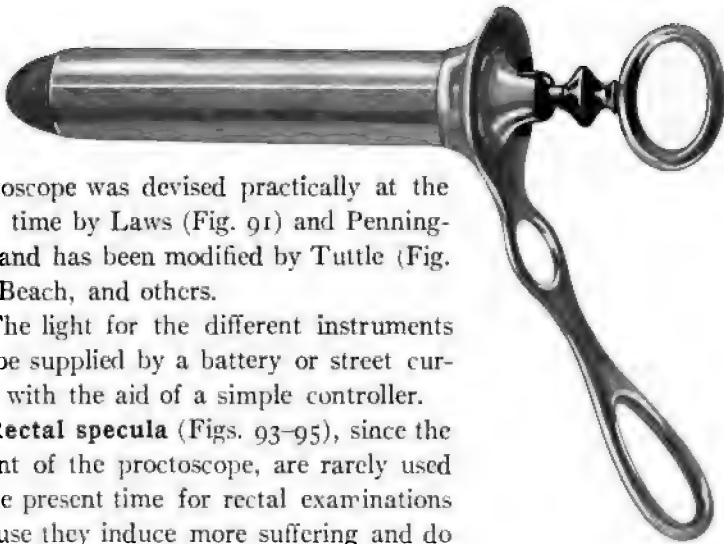 oscope was devised practically at the
time by Laws (Fig. 91) and Penning-
and has been modified by Tuttle (Fig.
Beach, and others.
The light for the different instruments
be supplied by a battery or street cur-
with the aid of a simple controller.
Rectal specula (Figs. 93–95), since the
nt of the proctoscope, are rarely used
e present time for rectal examinations
use they induce more suffering and do